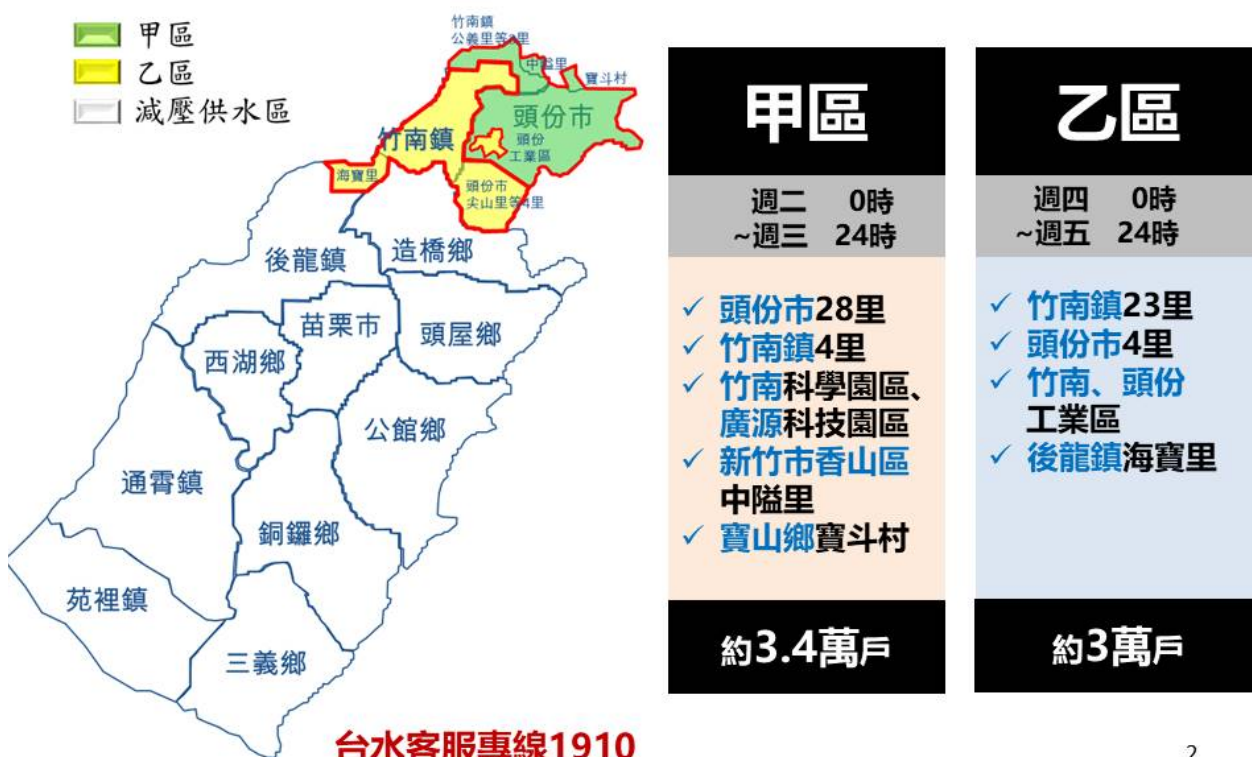 甲區
乙區
減壓供水區
竹南鎮
公義里等4里
中隘里
寶斗村
頭份市
頭份
工業區
竹南鎮
海寶里
頭份市
尖山里等4里
後龍鎮
造橋鄉
苗栗市
頭屋鄉
西湖鄉
公館鄉
通霄鎮
銅鑼鄉
苑裡鎮
三義鄉
台水客服專線1910
甲區
週二 0時
~週三 24時
✓ 頭份市28里
✓ 竹南鎮4里
✓ 竹南科學園區、
廣源科技園區
✓ 新竹市香山區
中隘里
✓ 寶山鄉寶斗村
約3.4萬戶
乙區
週四 0時
~週五 24時
✓ 竹南鎮23里
✓ 頭份市4里
✓ 竹南、頭份
工業區
✓ 後龍鎮海寶里
約3萬戶
2